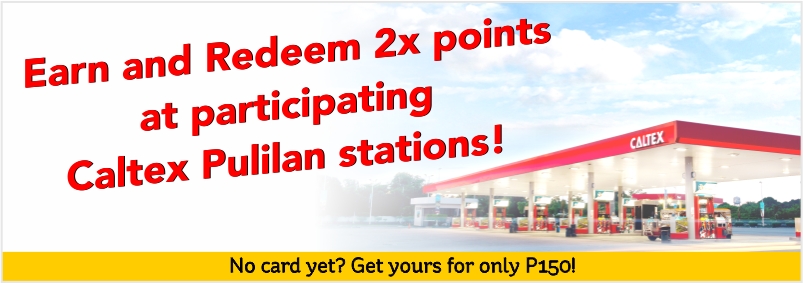 Earn and Redeem 2x points
at participating
Caltex Pulilan stations!
CALTEX
No card yet? Get yours for only P150!